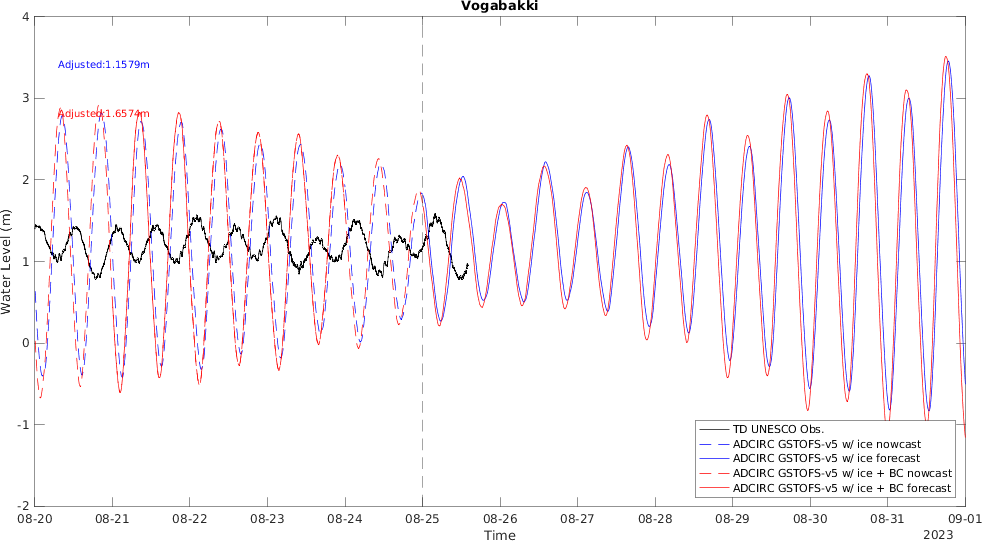 Vogabakki
4
3
2
1
0
-1
-2
Water Level (m)
Adjusted:1.1579m
Adjusted:1.6574m
TD UNESCO Obs.
ADCIRC GSTOFS-v5 w/ ice nowcast
ADCIRC GSTOFS-v5 w/ ice forecast
ADCIRC GSTOFS-v5 w/ ice + BC nowcast
ADCIRC GSTOFS-v5 w/ ice + BC forecast
08-20 08-21 08-22 08-23 08-24 08-25 08-26 08-27 08-28 08-29 08-30 08-31 09-01
Time
2023